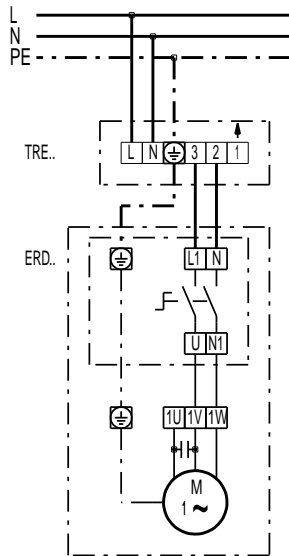 L
N
PE
TRE..
L N 3 2 1
ERD..
L1 N
U N1
1U 1V 1W
M
1 ~